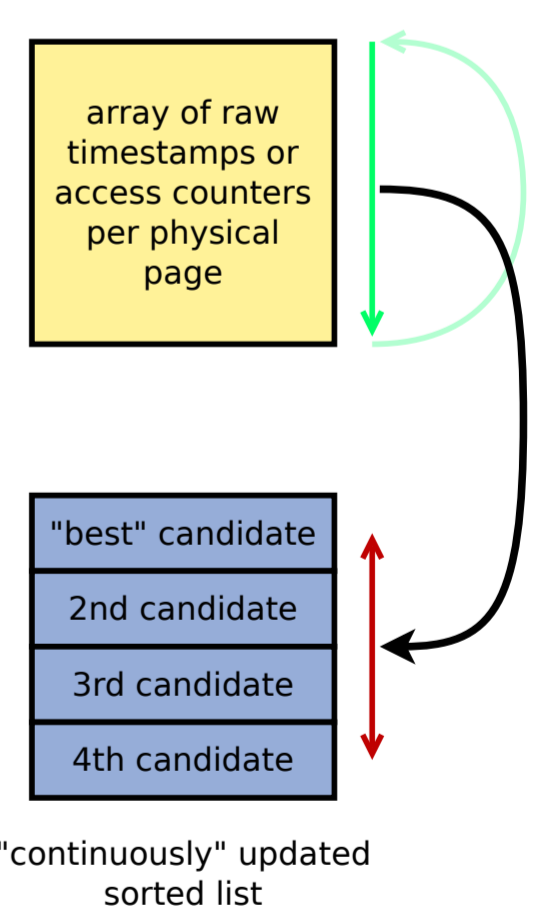 array of raw
timestamps or
access counters
per physical
page
"best" candidate
2nd candidate
3rd candidate
4th candidate
"continuously" updated
sorted list